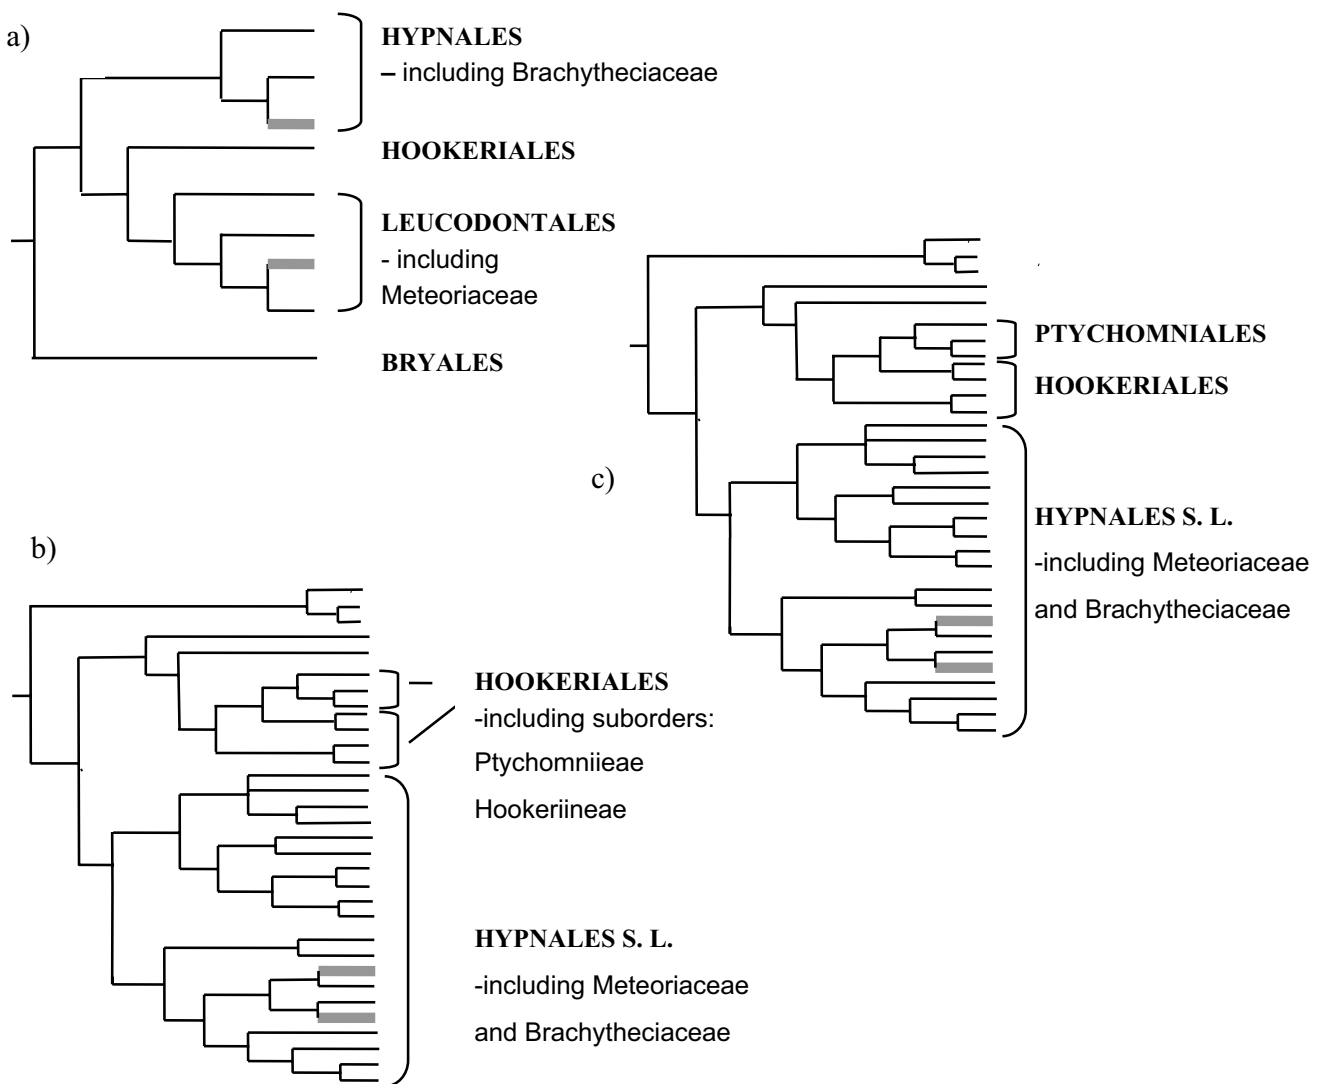 a)
HYPNALES
– including Brachytheciaceae
HOOKERIALES
LEUCODONTALES
- including
Meteoriaceae
BRYALES
c)
PTYCHOMNIALES
HOOKERIALES
HYPNALES S. L.
-including Meteoriaceae
and Brachytheciaceae
b)
HOOKERIALES
-including suborders:
Ptychomniieae
Hookeriineae
HYPNALES S. L.
-including Meteoriaceae
and Brachytheciaceae